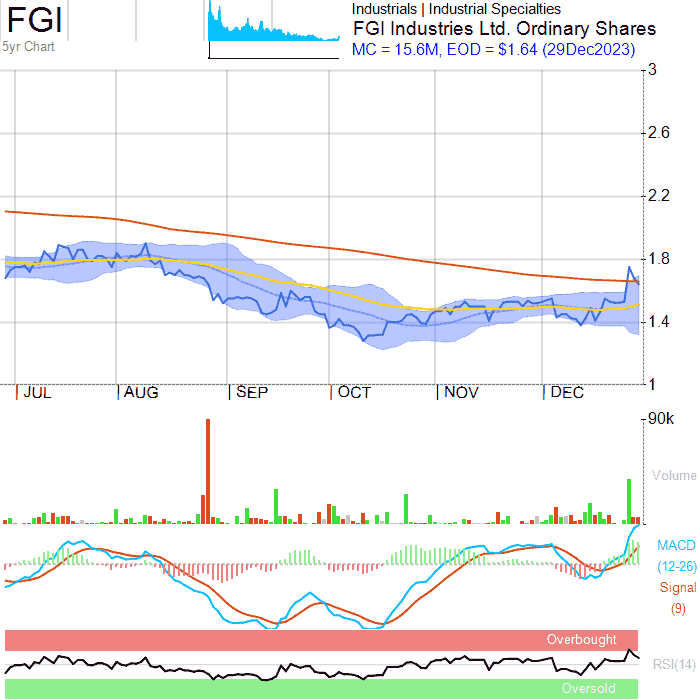 FGI
5yr Chart
Industrials | Industrial Specialties
FGI Industries Ltd. Ordinary Shares
MC = 15.6M, EOD = $1.64 (29Dec2023)
3
2.6
2.2
1.8
1.4
1
JUL AUG SEP OCT NOV DEC
90k
Volume
MACD
(12-26)
Signal
(9)
Overbought
RSI(14)
Oversold